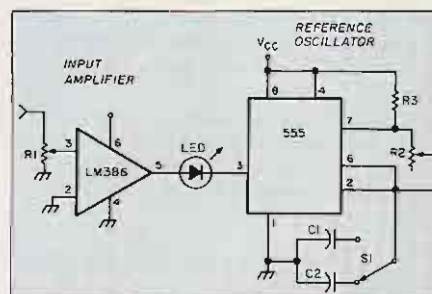 REFERENCE
OSCILLATOR
VCC
INPUT
AMPLIFIER
8
4
R3
555
7
LED
3
6
R1
LM386
5
3
6
R2
2
2
4
1
C1
S1
C2